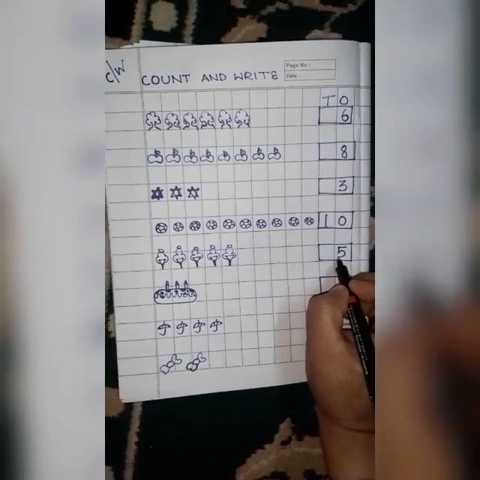 C/W
COUNT AND WRITE
Page No.:
Date:
T O
6
8
3
1 0
5